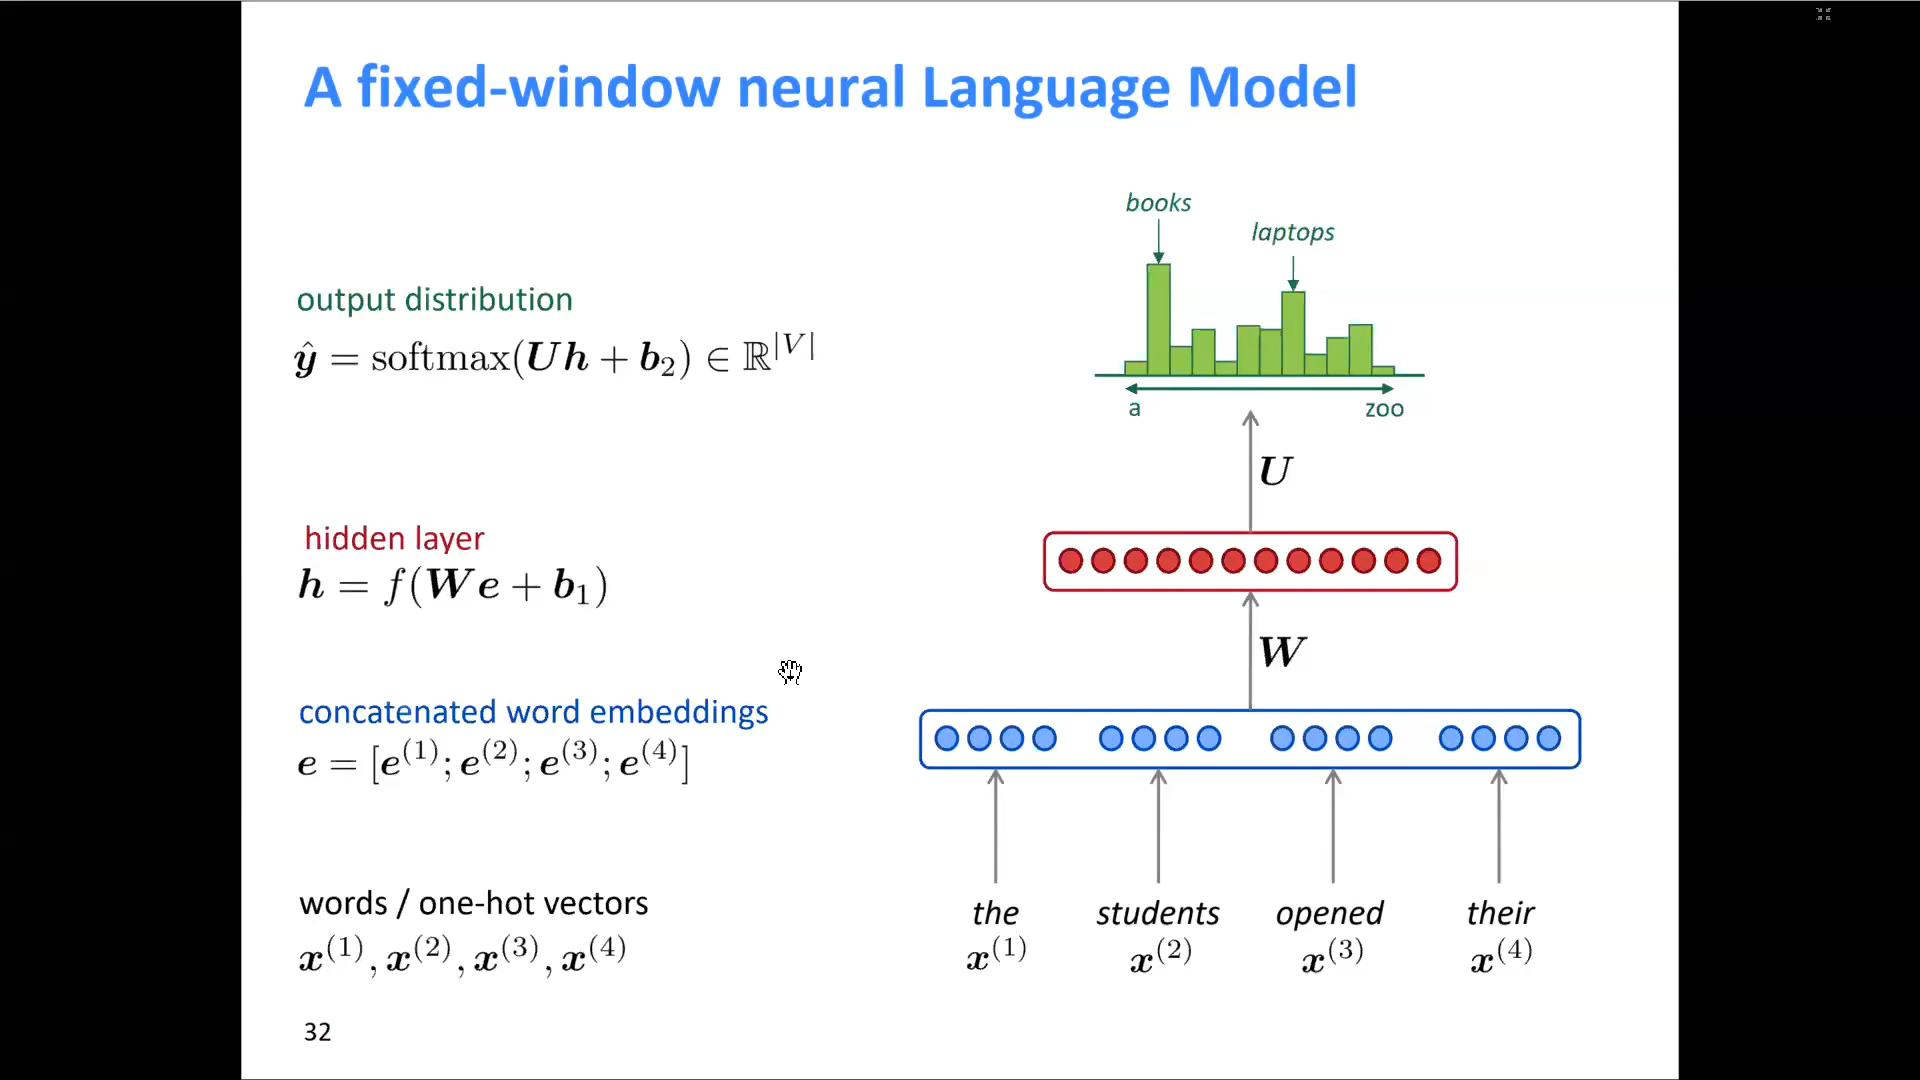 A fixed-window neural Language Model
books
laptops
output distribution
ŷ = softmax(Uh + b₂) ∈ ℝ^|V|
a zoo
U
hidden layer
h = f(We + b₁)
W
concatenated word embeddings
e = [e⁽¹⁾; e⁽²⁾; e⁽³⁾; e⁽⁴⁾]
words / one-hot vectors
x⁽¹⁾, x⁽²⁾, x⁽³⁾, x⁽⁴⁾
the students opened their
x⁽¹⁾ x⁽²⁾ x⁽³⁾ x⁽⁴⁾
32